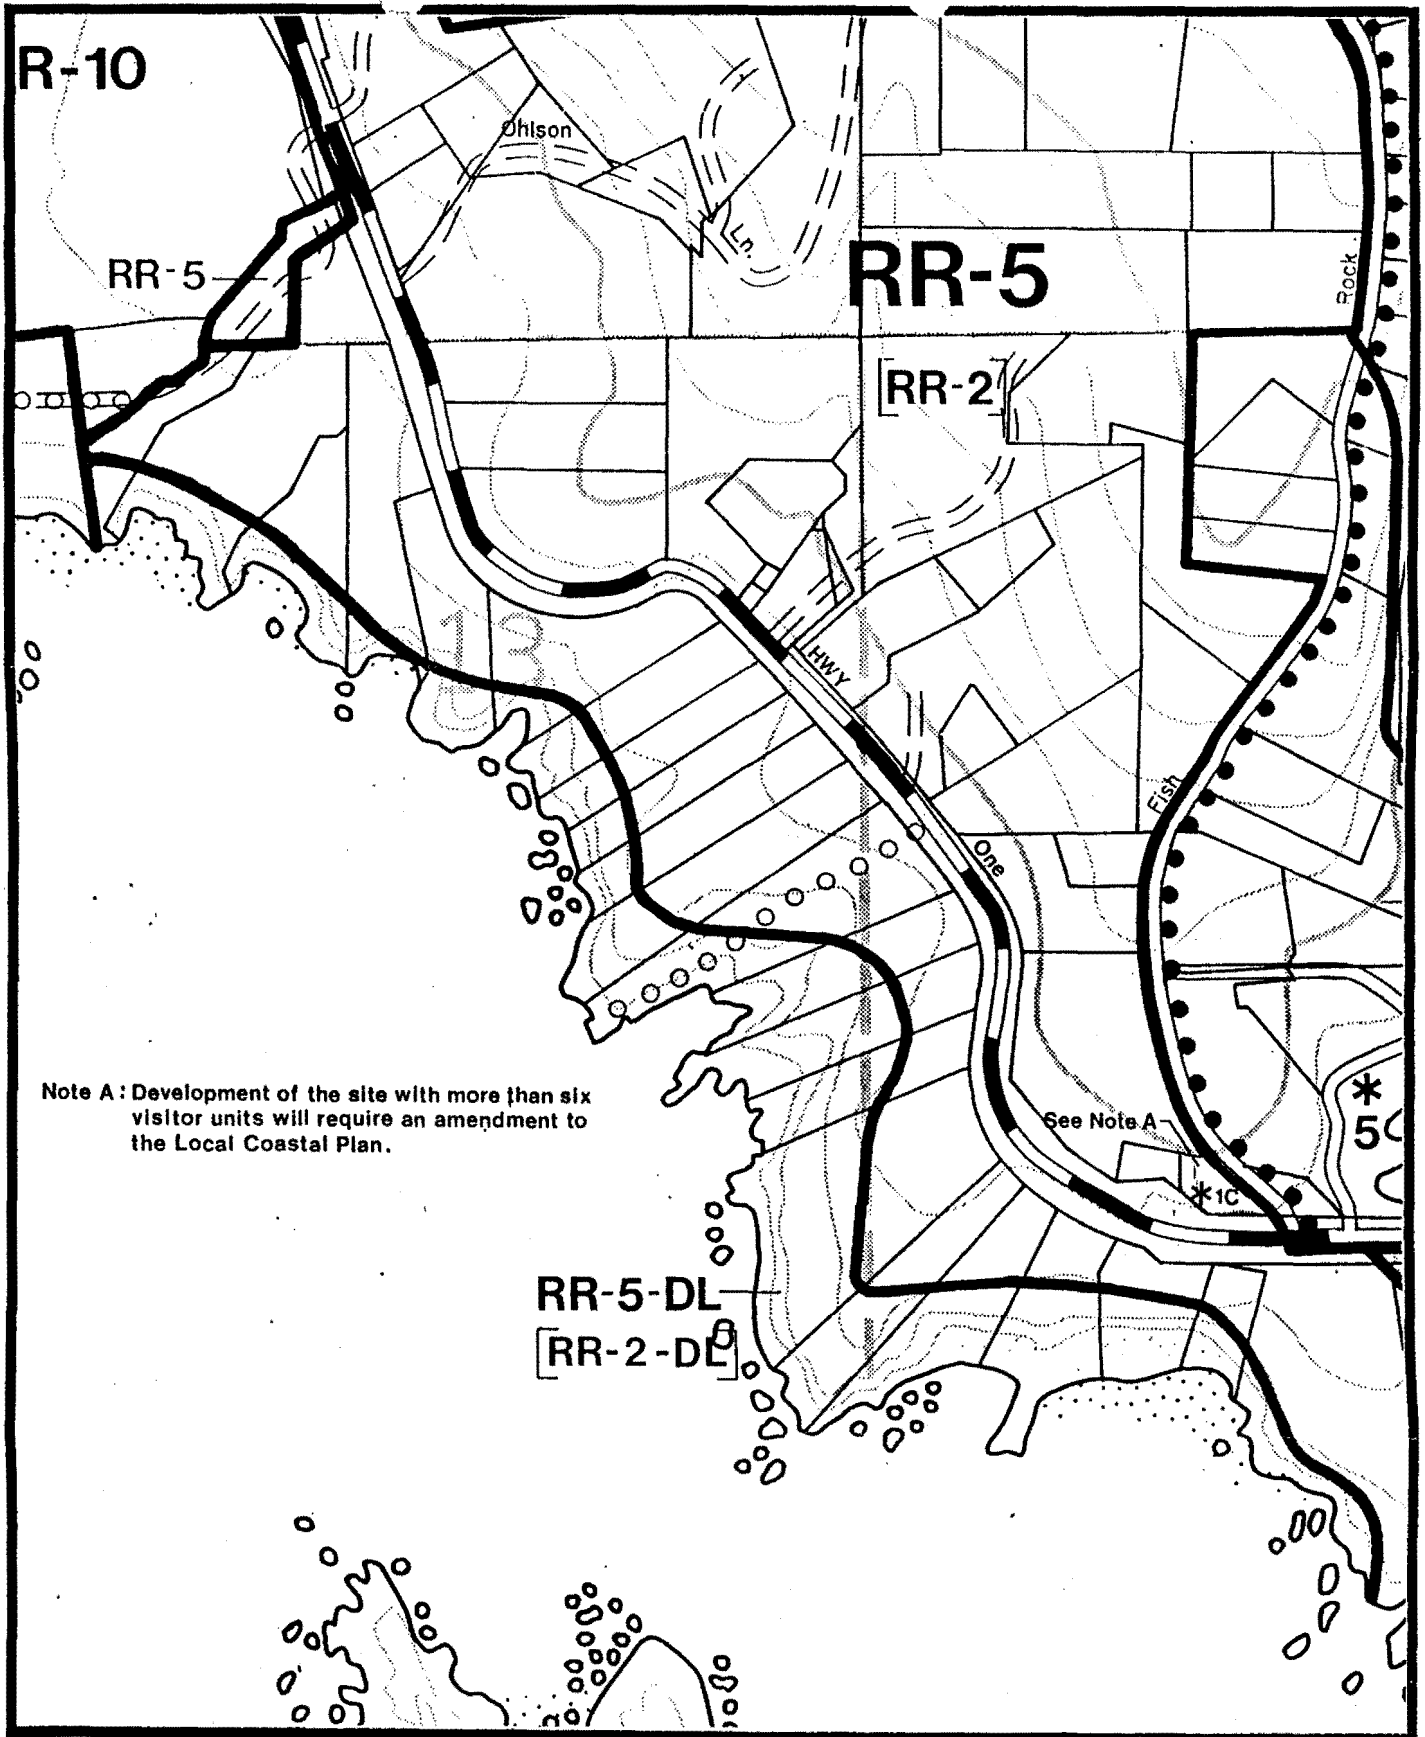 R-10
Ohlson
Ln.
RR-5
RR-5
Rock
[RR-2]
13
HWY
Fish
One
Note A: Development of the site with more than six
visitor units will require an amendment to
the Local Coastal Plan.
See Note A
*
5
*1C
RR-5-DL
[RR-2-DL]